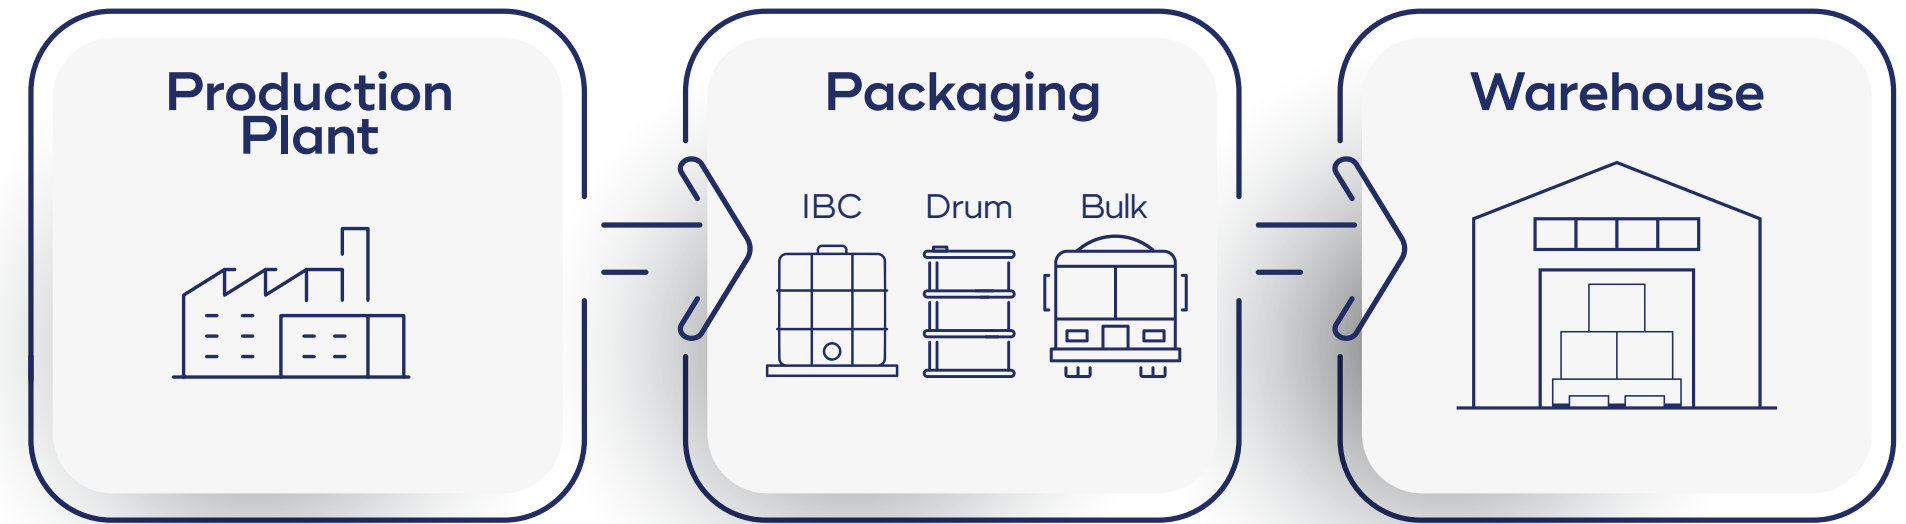 Production
Plant
Packaging
IBC
Drum
Bulk
Warehouse